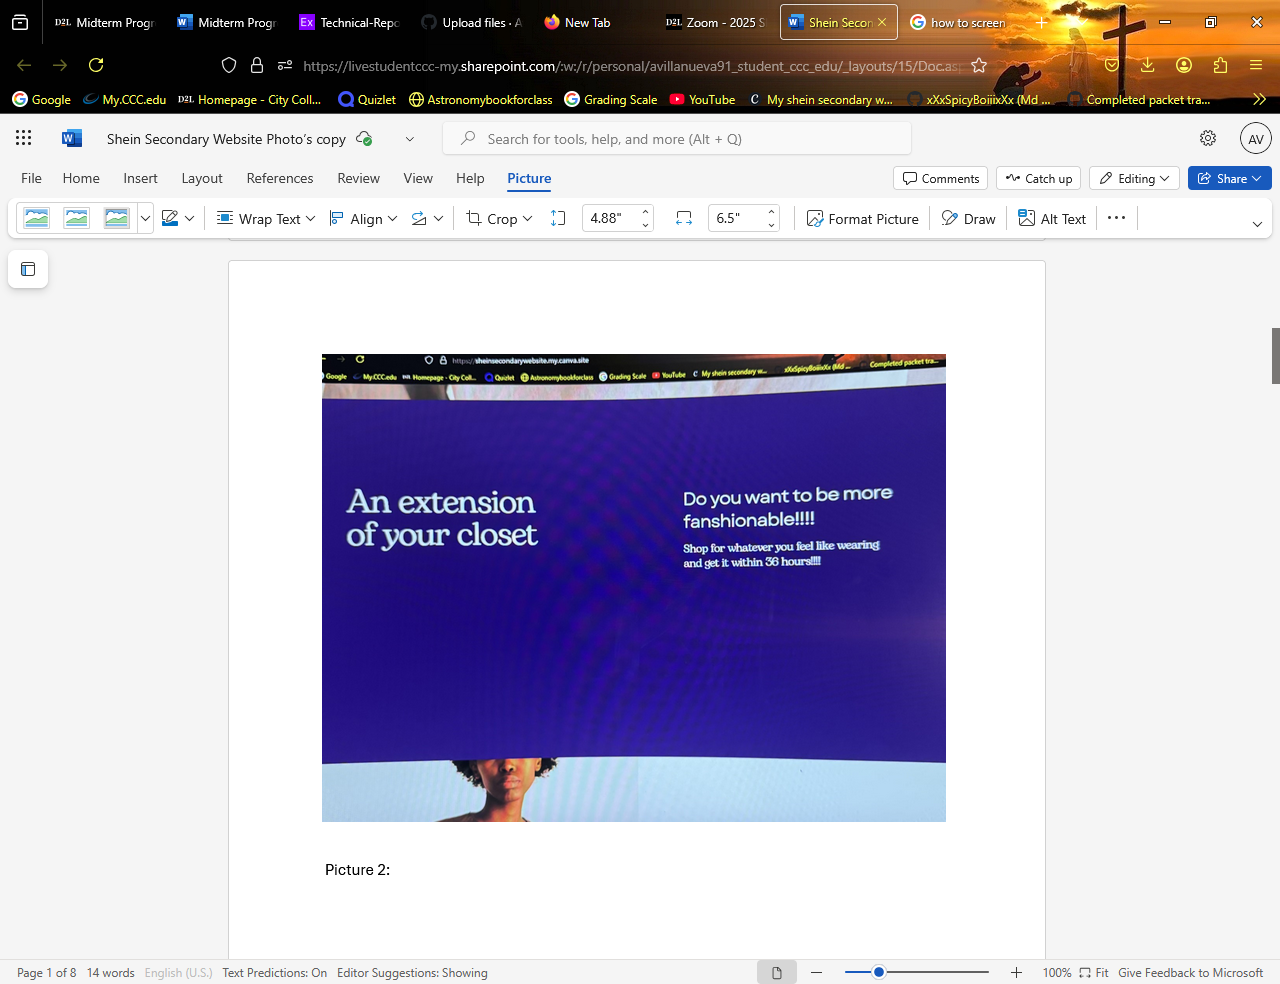 Midterm Progr
Midterm Progr
Technical-Repo
Upload files · A
New Tab
Zoom - 2025 S
Shein Secon
how to screen
https://livestudentccc-my.sharepoint.com/:w:/r/personal/avillanueva91_student_ccc_edu/_layouts/15/Doc.asp
Google
My.CCC.edu
D2L Homepage - City Coll...
Quizlet
Astronomybookforclass
Grading Scale
YouTube
My shein secondary w...
xXxSpicyBoiiixXx (Md ...
Completed packet tra...
Shein Secondary Website Photo's copy
Search for tools, help, and more (Alt + Q)
AV
File Home Insert Layout References Review View Help Picture
Comments Catch up Editing Share
Wrap Text Align Crop 4.88" 6.5" Format Picture Draw Alt Text
https://sheinsecondarywebsite.my.canva.site
Google My.CCC.edu D2L Homepage - City Coll... Quizlet Astronomybookforclass Grading Scale YouTube My shein secondary w... xXxSpicyBoiiixXx (Md ... Completed packet tra...
An extension
of your closet
Do you want to be more
fanshionable!!!!
Shop for whatever you feel like wearing
and get it within 36 hours!!!!
Picture 2:
Page 1 of 8 14 words English (U.S.) Text Predictions: On Editor Suggestions: Showing
100% Fit Give Feedback to Microsoft